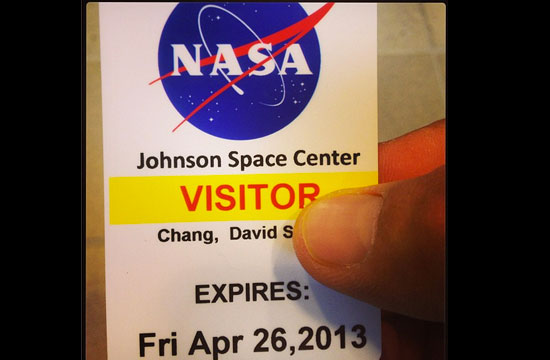 NASA
Johnson Space Center
VISITOR
Chang, David S
EXPIRES:
Fri Apr 26,2013